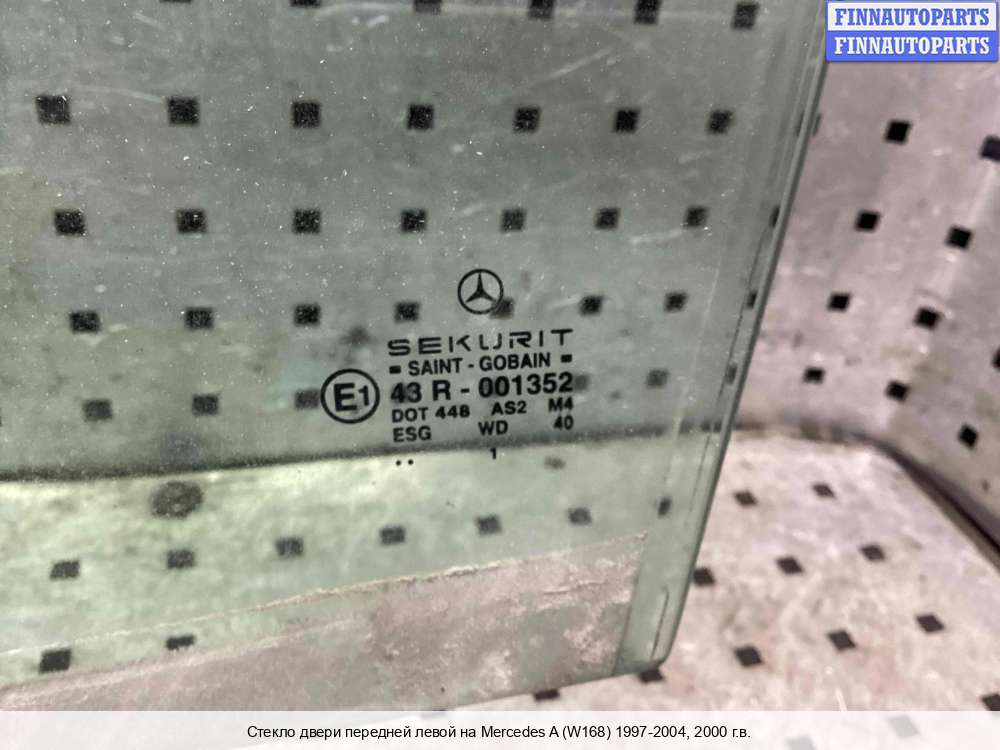 FINNAUTOPARTS
FINNAUTOPARTS
SEKURIT
SAINT - GOBAIN
E1 43 R - 001352
DOT 448 AS2 M4
ESG WD 40
.. 1
Стекло двери передней левой на Mercedes A (W168) 1997-2004, 2000 г.в.